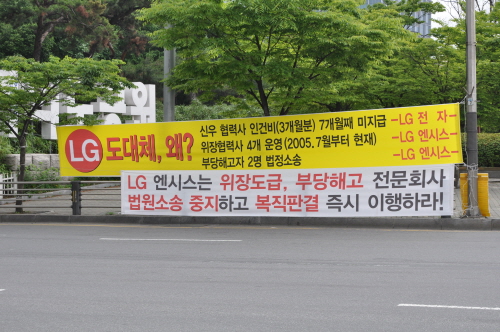 LG 도대체, 왜?
신우 협력사 인건비(3개월분) 7개월째 미지급 -LG 전 자-
위장협력사 4개 운영(2005. 7월부터 현재) -LG 엔시스-
부당해고자 2명 법정소송 -LG 엔시스-
LG 엔시스는 위장도급, 부당해고 전문회사
법원소송 중지하고 복직판결 즉시 이행하라!